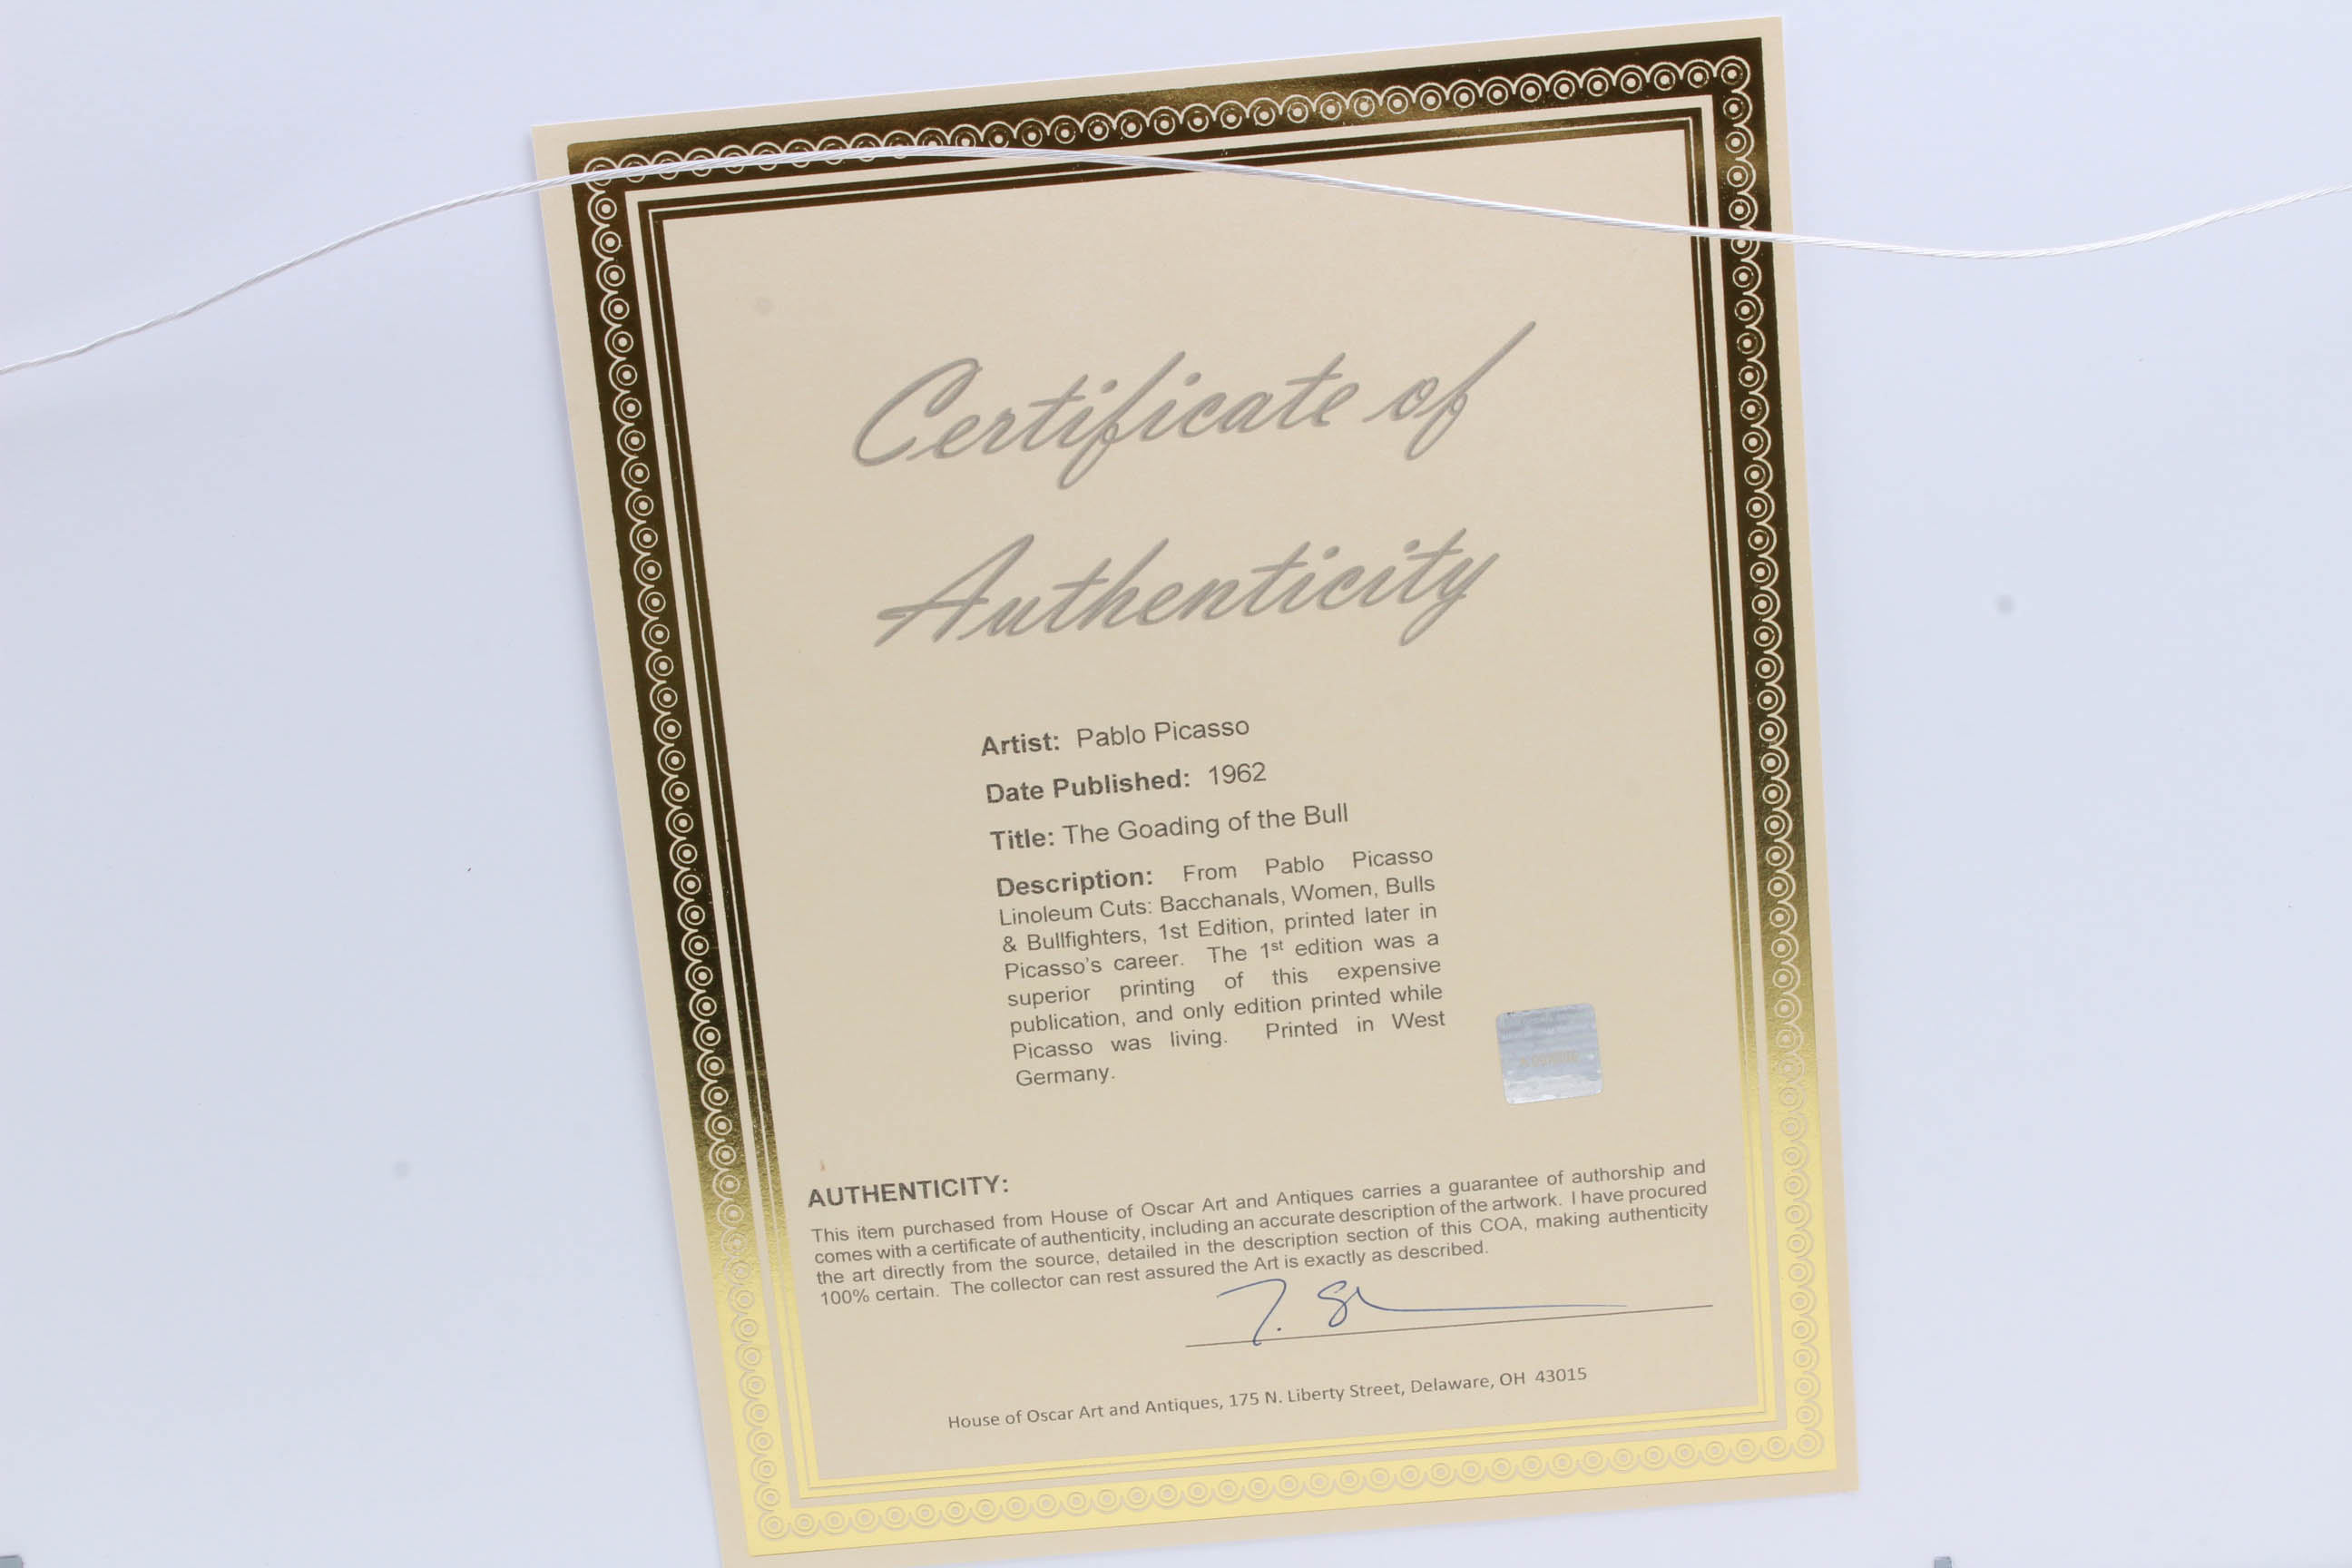 Certificate of
Authenticity
Artist: Pablo Picasso
Date Published: 1962
Title: The Goading of the Bull
Description: From Pablo Picasso
Linoleum Cuts: Bacchanals, Women, Bulls
& Bullfighters, 1st Edition, printed later in
Picasso's career. The 1st edition was a
superior printing of this expensive
publication, and only edition printed while
Picasso was living. Printed in West
Germany.
AUTHENTICITY:
This item purchased from House of Oscar Art and Antiques carries a guarantee of authorship and
comes with a certificate of authenticity, including an accurate description of the artwork. I have procured
the art directly from the source, detailed in the description section of this COA, making authenticity
100% certain. The collector can rest assured the Art is exactly as described.
House of Oscar Art and Antiques, 175 N. Liberty Street, Delaware, OH 43015